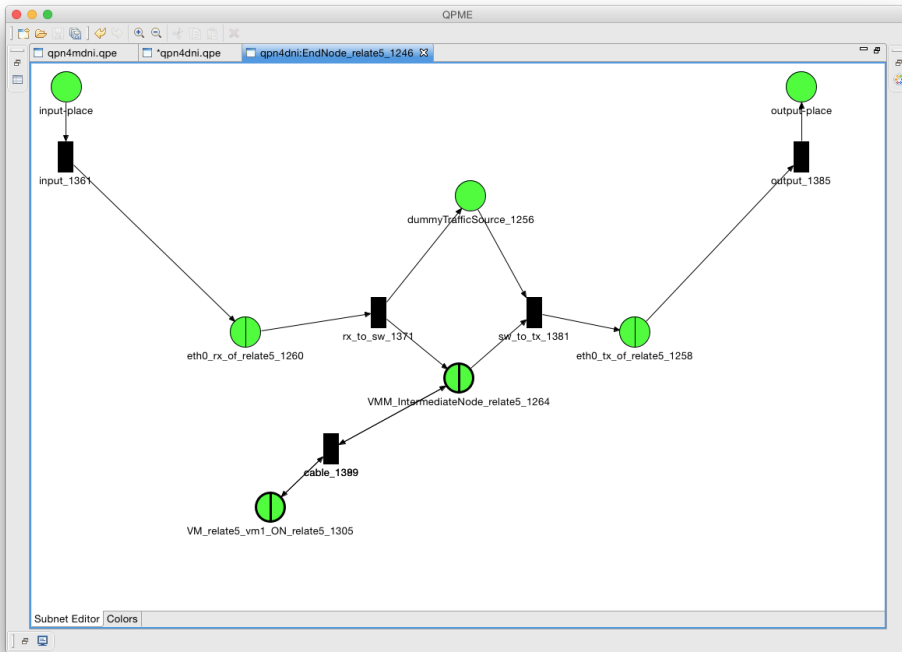 QPME
qpn4mdni.qpe
*qpn4dni.qpe
qpn4dni:EndNode_relate5_1246
input-place
output-place
input_1361
output_1385
dummyTrafficSource_1256
rx_to_sw_1371
sw_to_tx_1381
eth0_rx_of_relate5_1260
eth0_tx_of_relate5_1258
VMM_IntermediateNode_relate5_1264
VM_relate5_vm1_ON_relate5_1305
Subnet Editor
Colors